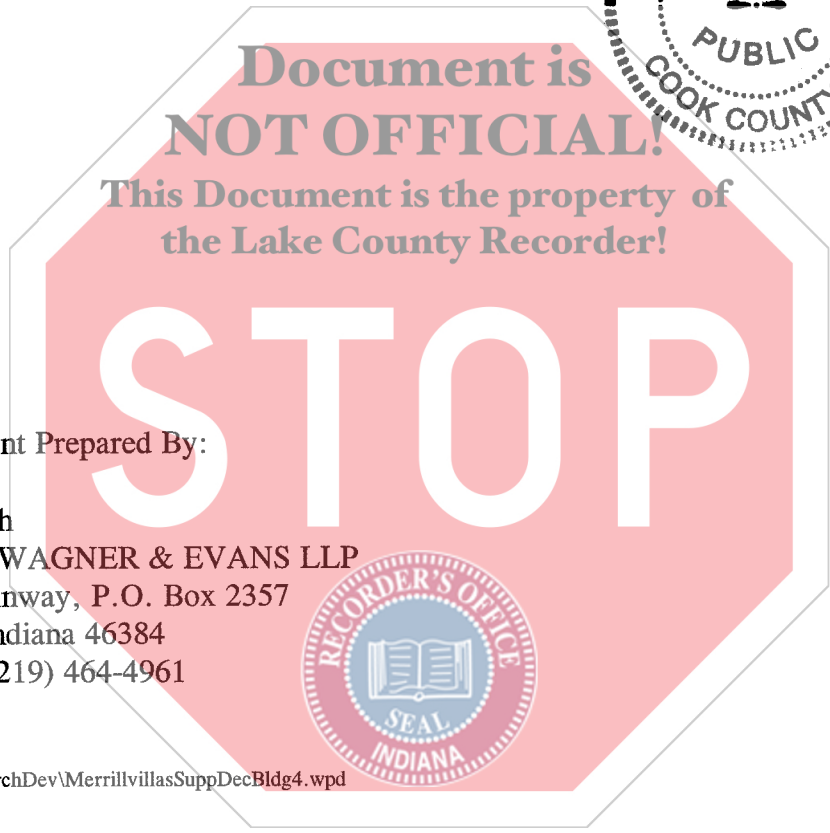 PUBLIC
COOK COUNTY
Document is
NOT OFFICIAL!
This Document is the property of
the Lake County Recorder!
STOP
nt Prepared By:
h
WAGNER & EVANS LLP
nway, P.O. Box 2357
ndiana 46384
219) 464-4961
RECORDER'S OFFICE
SEAL
INDIANA
rchDev\MerrillvillasSuppDecBldg4.wpd